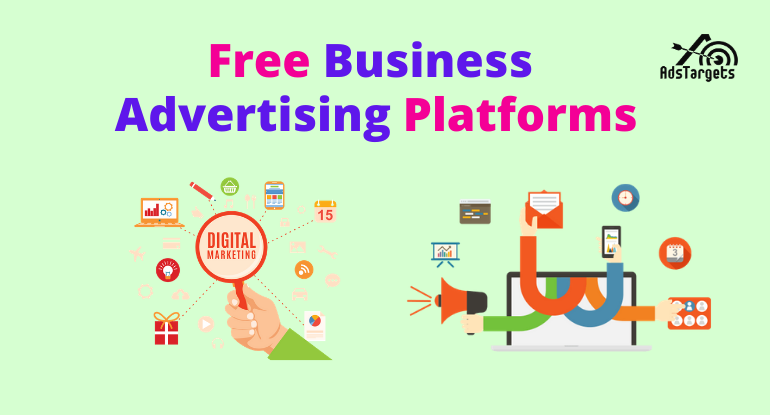 Free Business
Advertising Platforms
AdsTargets
DIGITAL
MARKETING
15
3